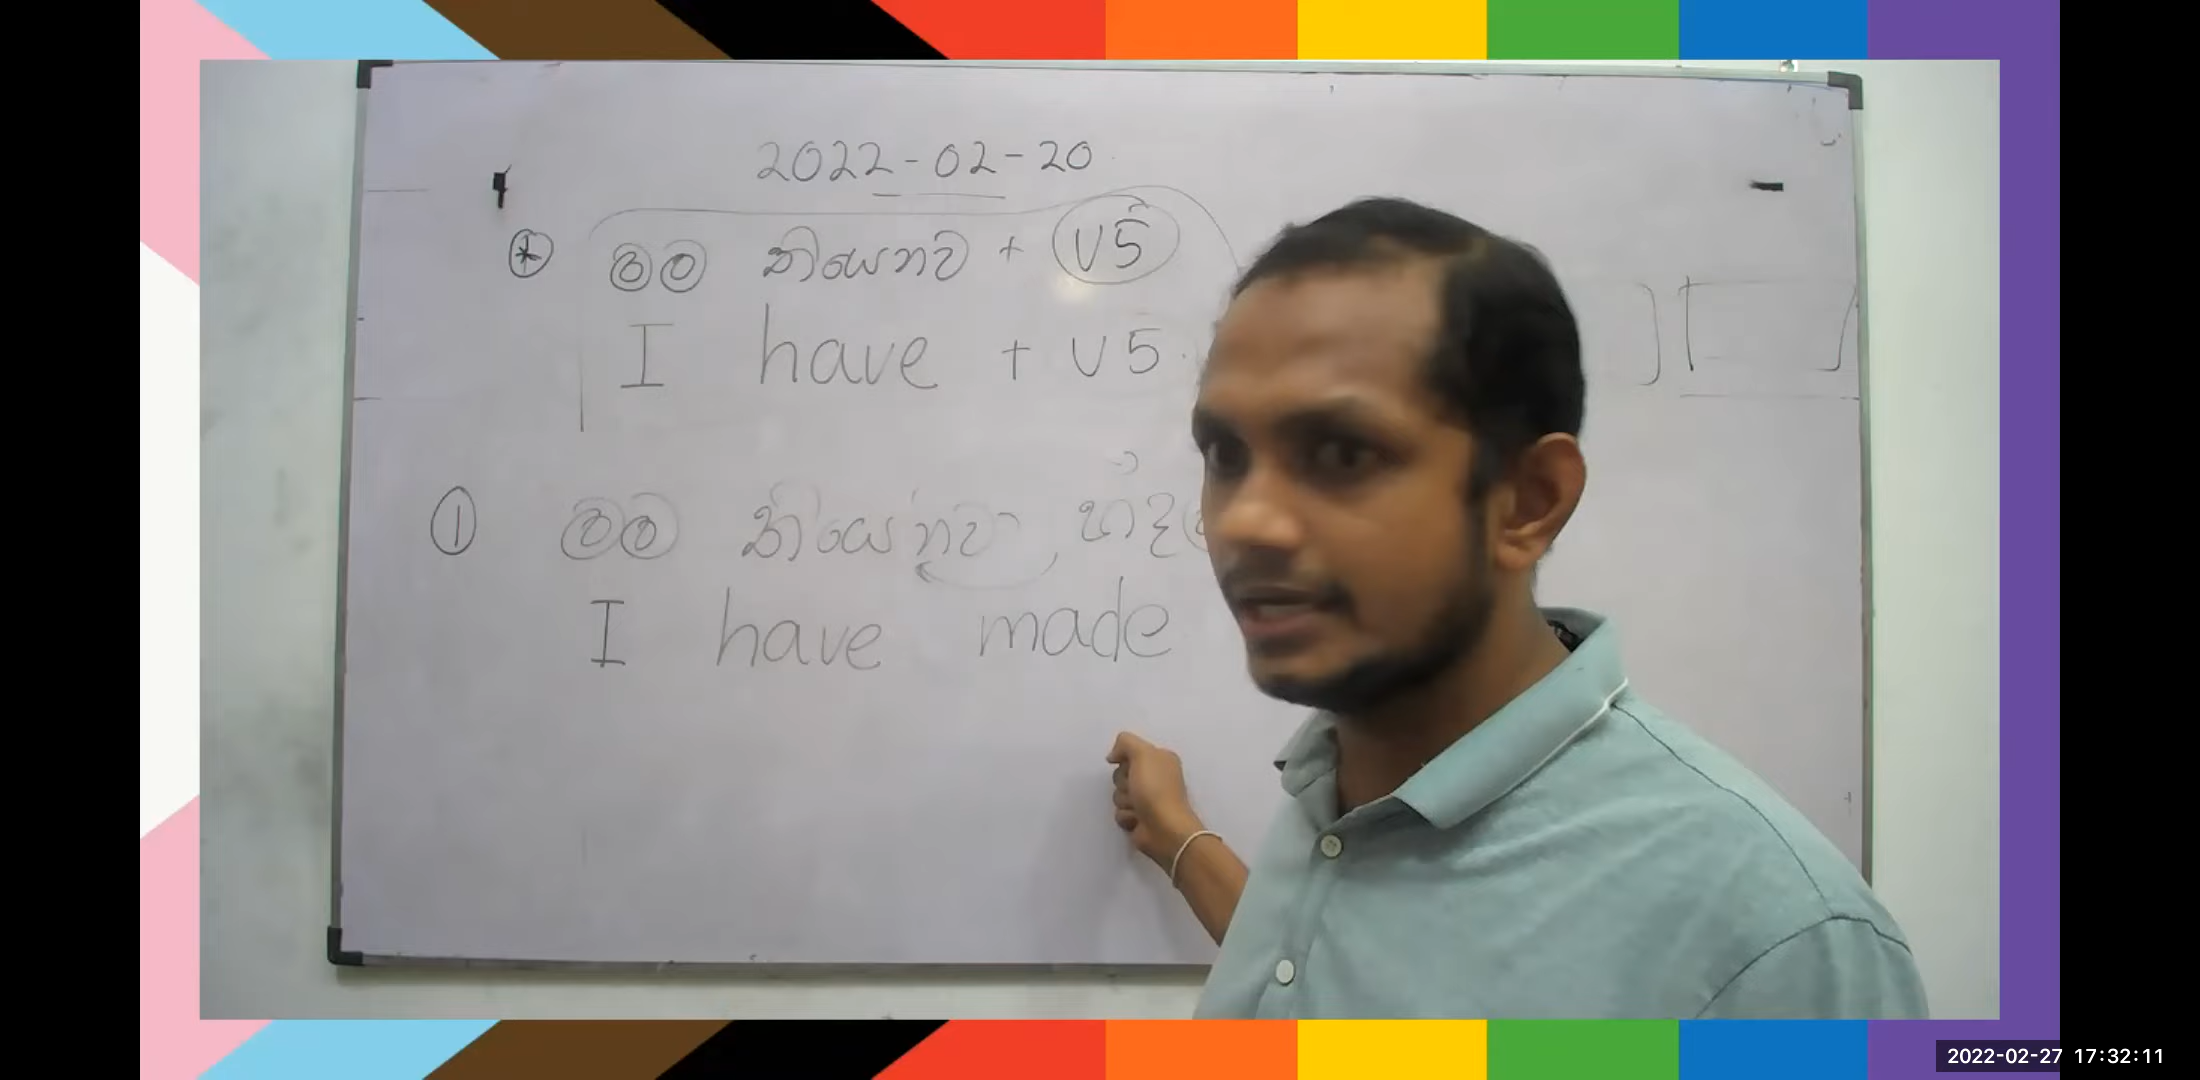 2022-02-20
* මම තියෙනව + V5
I have + V5
1 මම තියෙනවා හදල
I have made
2022-02-27 17:32:11